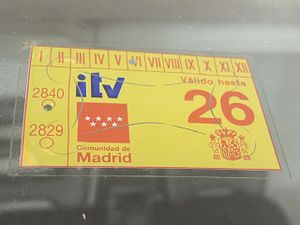 I II III IV V VI VII VIII IX X XI XII
2840
2829
itv
Comunidad de
Madrid
Válido hasta
26